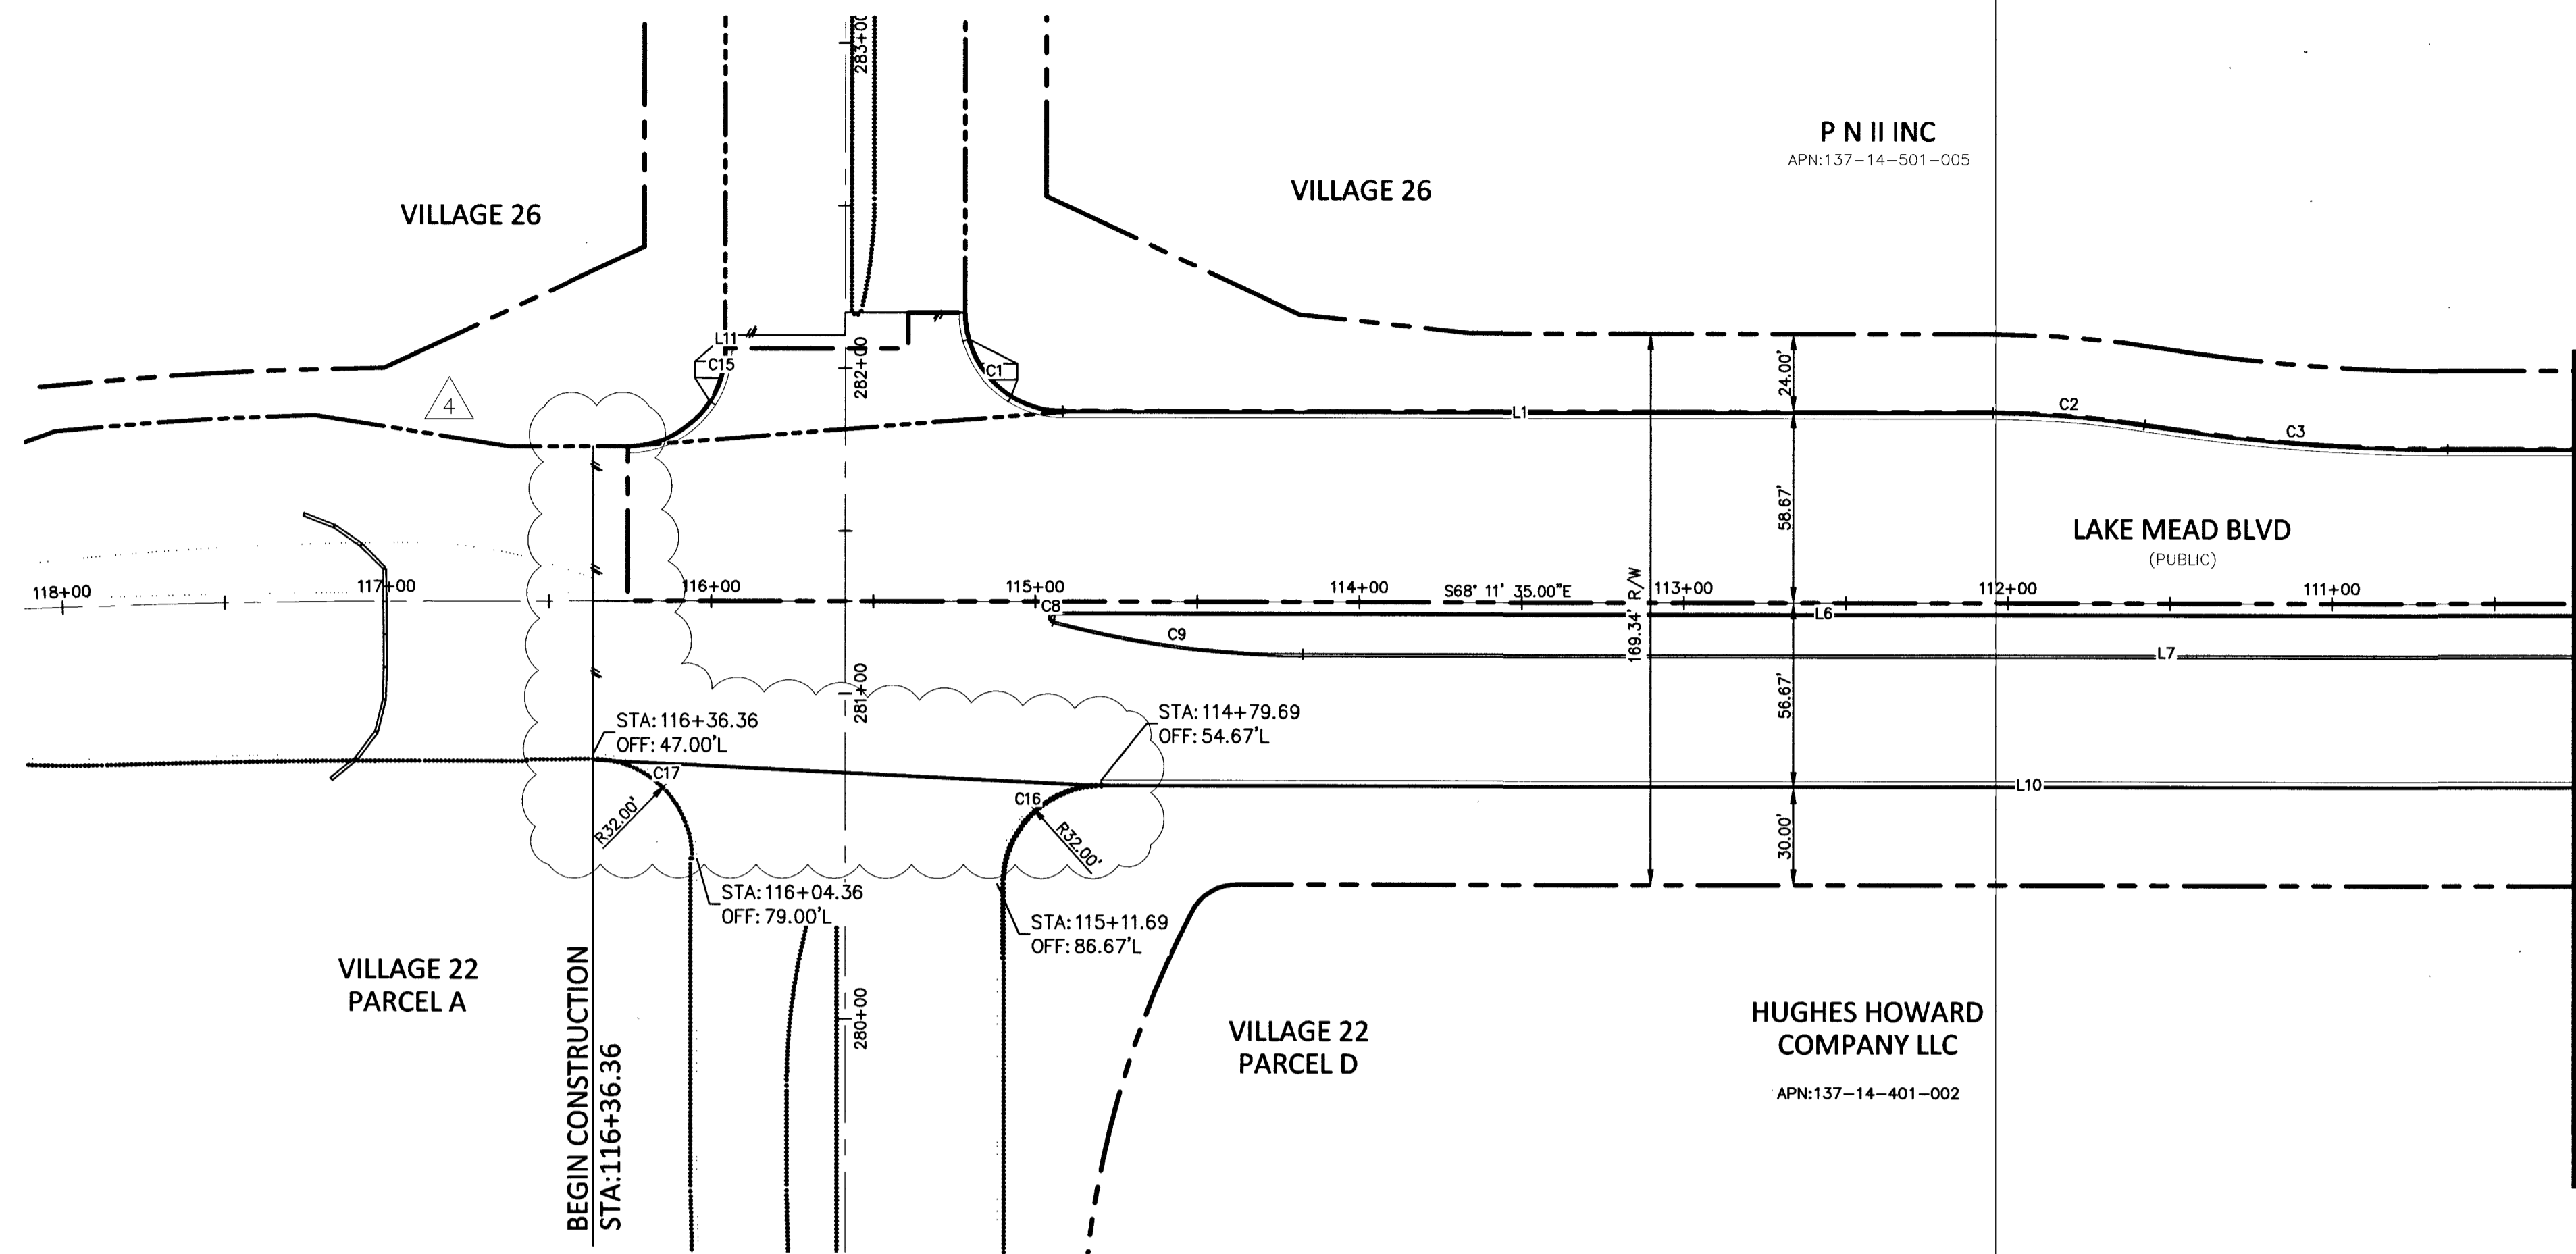 283+00
P N II INC
APN:137-14-501-005
VILLAGE 26
VILLAGE 26
L11
C15
C1
282+00
24.00'
4
L1
C2
C3
58.67'
LAKE MEAD BLVD
(PUBLIC)
118+00
117+00
116+00
115+00
114+00
S68° 11' 35.00"E
113+00
112+00
111+00
169.34' R/W
C8
L6
C9
L7
56.67'
281+00
STA: 116+36.36
OFF: 47.00'L
STA: 114+79.69
OFF: 54.67'L
C17
C16
L10
R32.00'
R32.00'
30.00'
STA: 116+04.36
OFF: 79.00'L
STA: 115+11.69
OFF: 86.67'L
VILLAGE 22
PARCEL A
BEGIN CONSTRUCTION
STA:116+36.36
280+00
VILLAGE 22
PARCEL D
HUGHES HOWARD
COMPANY LLC
APN:137-14-401-002